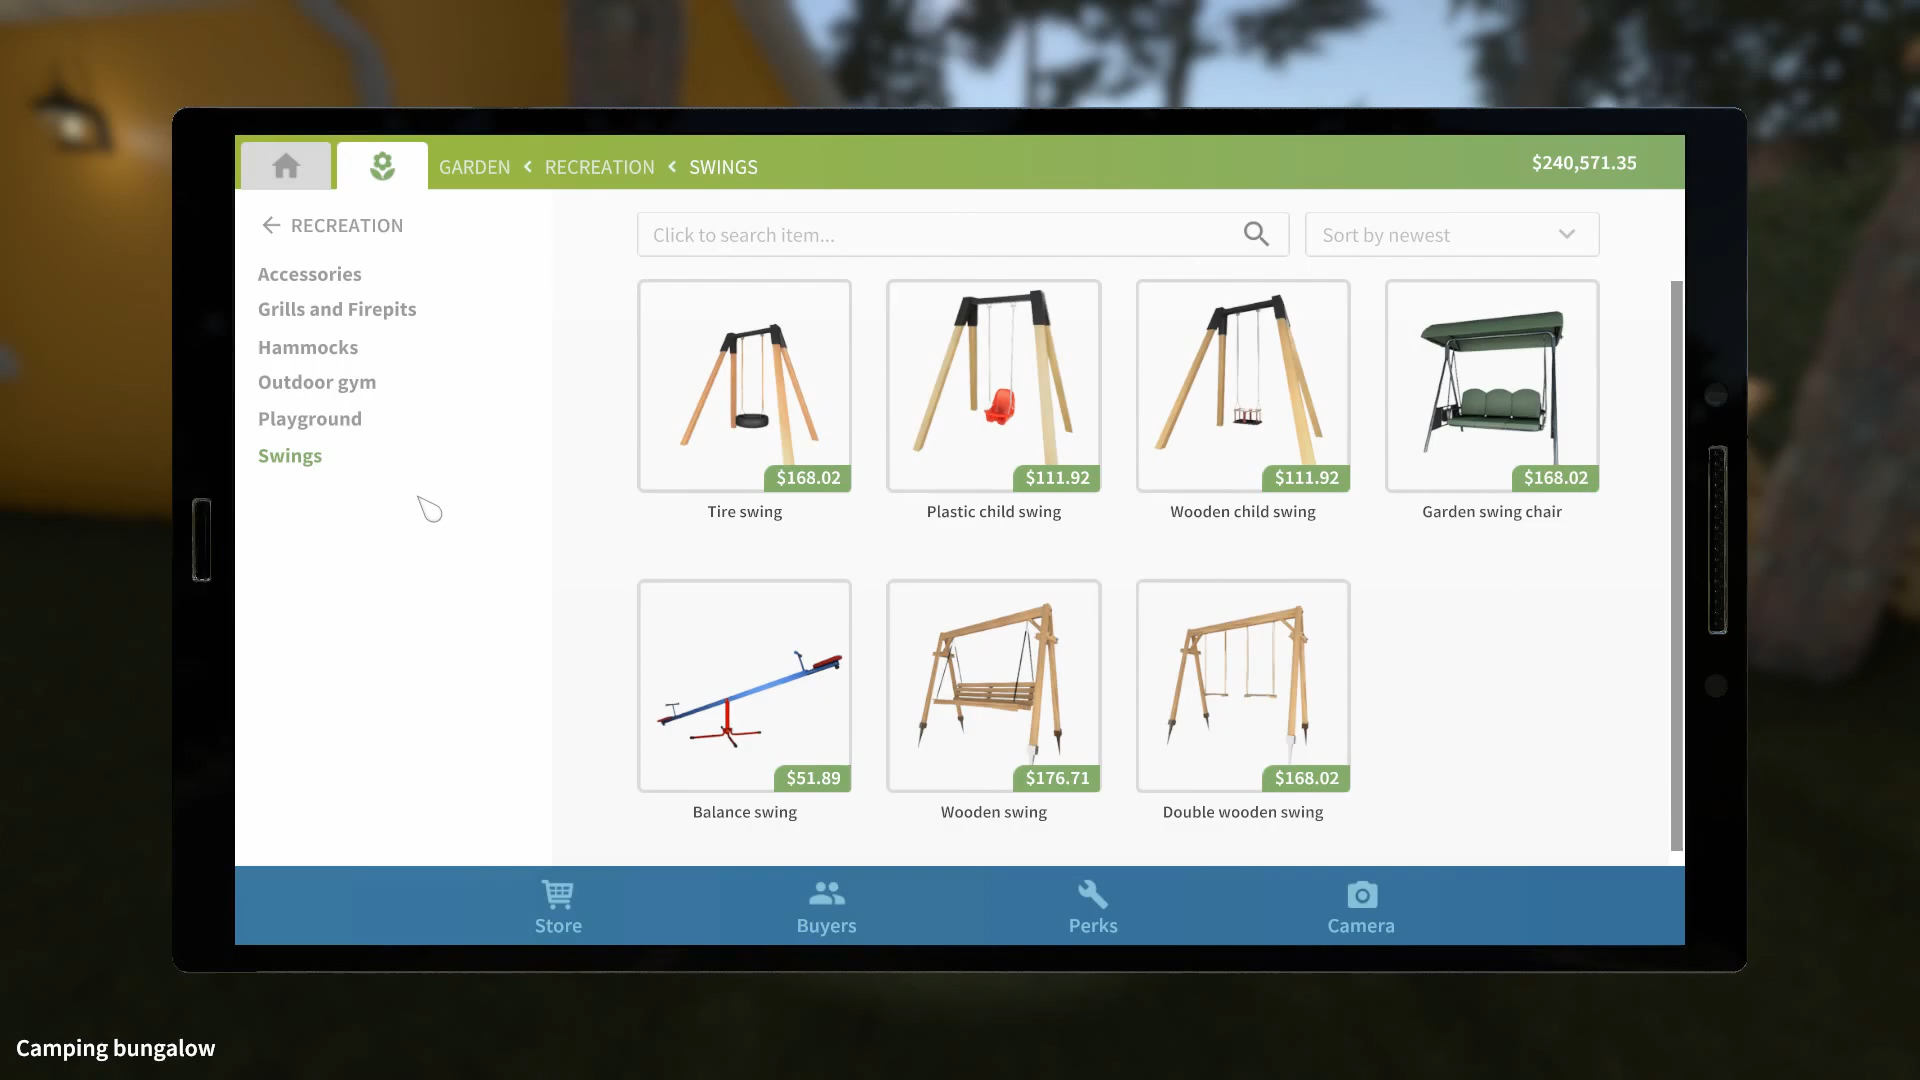 GARDEN < RECREATION < SWINGS
$240,571.35
RECREATION
Accessories
Grills and Firepits
Hammocks
Outdoor gym
Playground
Swings
Click to search item...
Sort by newest
$168.02
$111.92
$111.92
$168.02
Tire swing
Plastic child swing
Wooden child swing
Garden swing chair
$51.89
$176.71
$168.02
Balance swing
Wooden swing
Double wooden swing
Store
Buyers
Perks
Camera
Camping bungalow